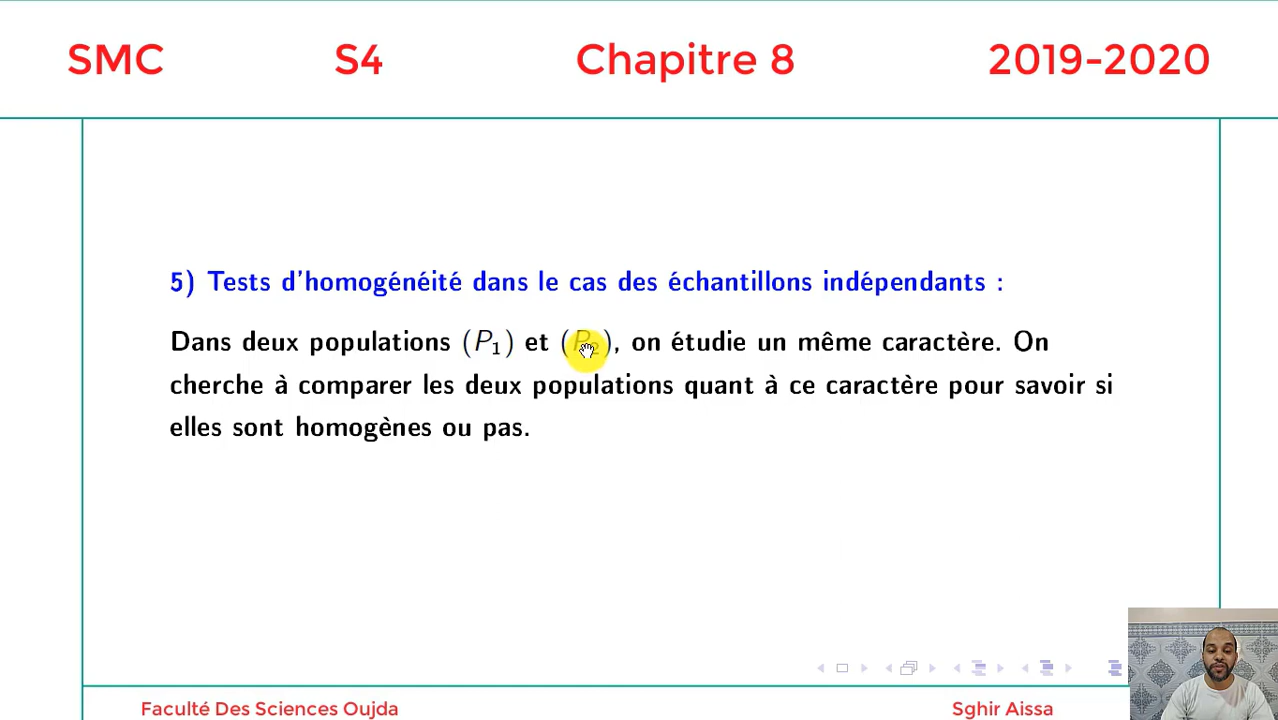 SMC S4 Chapitre 8 2019-2020
5) Tests d'homogénéité dans le cas des échantillons indépendants :
Dans deux populations (P₁) et (P₂), on étudie un même caractère. On
cherche à comparer les deux populations quant à ce caractère pour savoir si
elles sont homogènes ou pas.
Faculté Des Sciences Oujda Sghir Aissa